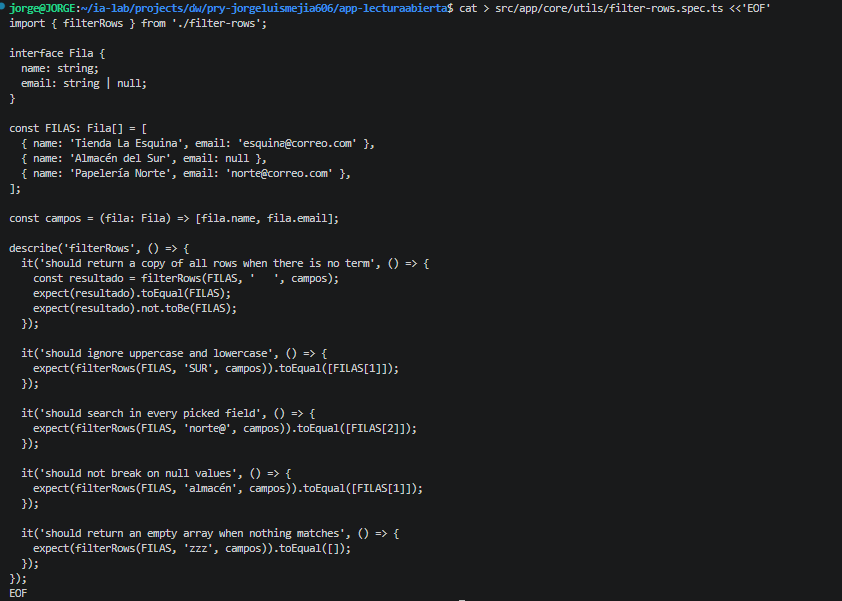 jorge@JORGE:~/ia-lab/projects/dw/pry-jorgeluismejia606/app-lecturaabierta$ cat > src/app/core/utils/filter-rows.spec.ts <<'EOF'
import { filterRows } from './filter-rows';

interface Fila {
  name: string;
  email: string | null;
}

const FILAS: Fila[] = [
  { name: 'Tienda La Esquina', email: 'esquina@correo.com' },
  { name: 'Almacén del Sur', email: null },
  { name: 'Papelería Norte', email: 'norte@correo.com' },
];

const campos = (fila: Fila) => [fila.name, fila.email];

describe('filterRows', () => {
  it('should return a copy of all rows when there is no term', () => {
    const resultado = filterRows(FILAS, '   ', campos);
    expect(resultado).toEqual(FILAS);
    expect(resultado).not.toBe(FILAS);
  });

  it('should ignore uppercase and lowercase', () => {
    expect(filterRows(FILAS, 'SUR', campos)).toEqual([FILAS[1]]);
  });

  it('should search in every picked field', () => {
    expect(filterRows(FILAS, 'norte@', campos)).toEqual([FILAS[2]]);
  });

  it('should not break on null values', () => {
    expect(filterRows(FILAS, 'almacén', campos)).toEqual([FILAS[1]]);
  });

  it('should return an empty array when nothing matches', () => {
    expect(filterRows(FILAS, 'zzz', campos)).toEqual([]);
  });
});
EOF